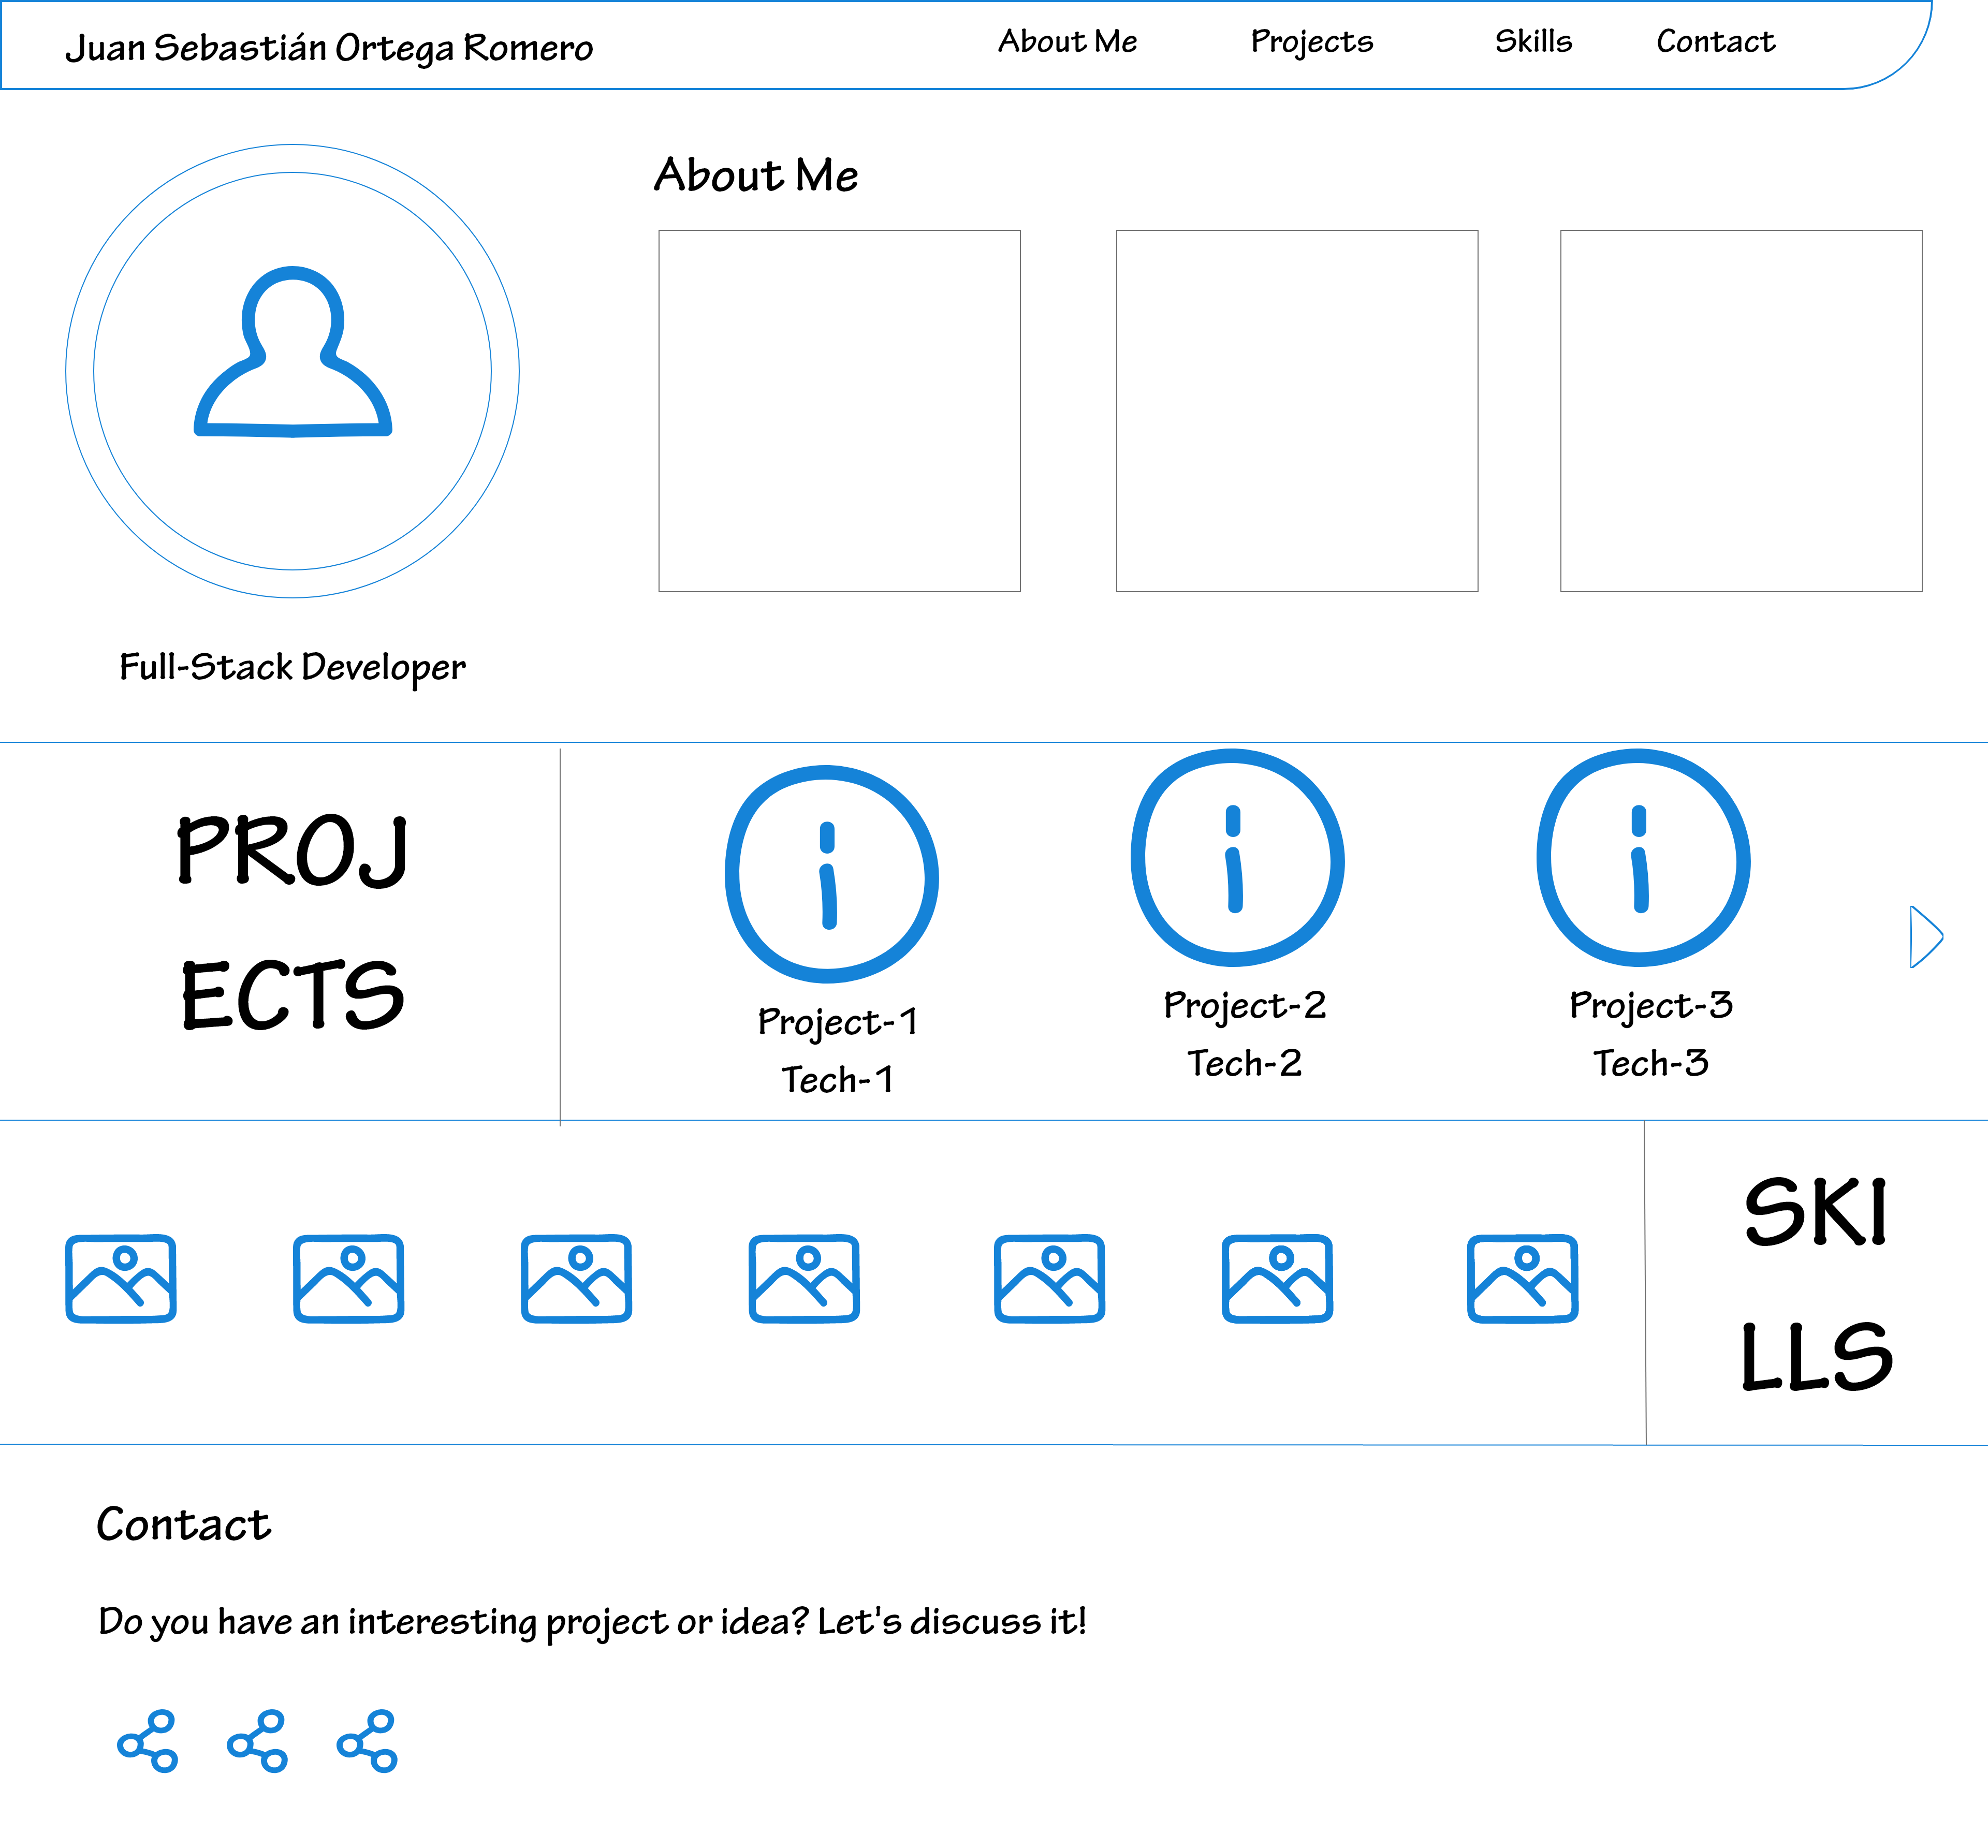 Juan Sebastián Ortega Romero
About Me
Projects
Skills
Contact
About Me
Full-Stack Developer
PROJ
ECTS
Project-1
Tech-1
Project-2
Tech-2
Project-3
Tech-3
SKI
LLS
Contact
Do you have an interesting project or idea? Let's discuss it!